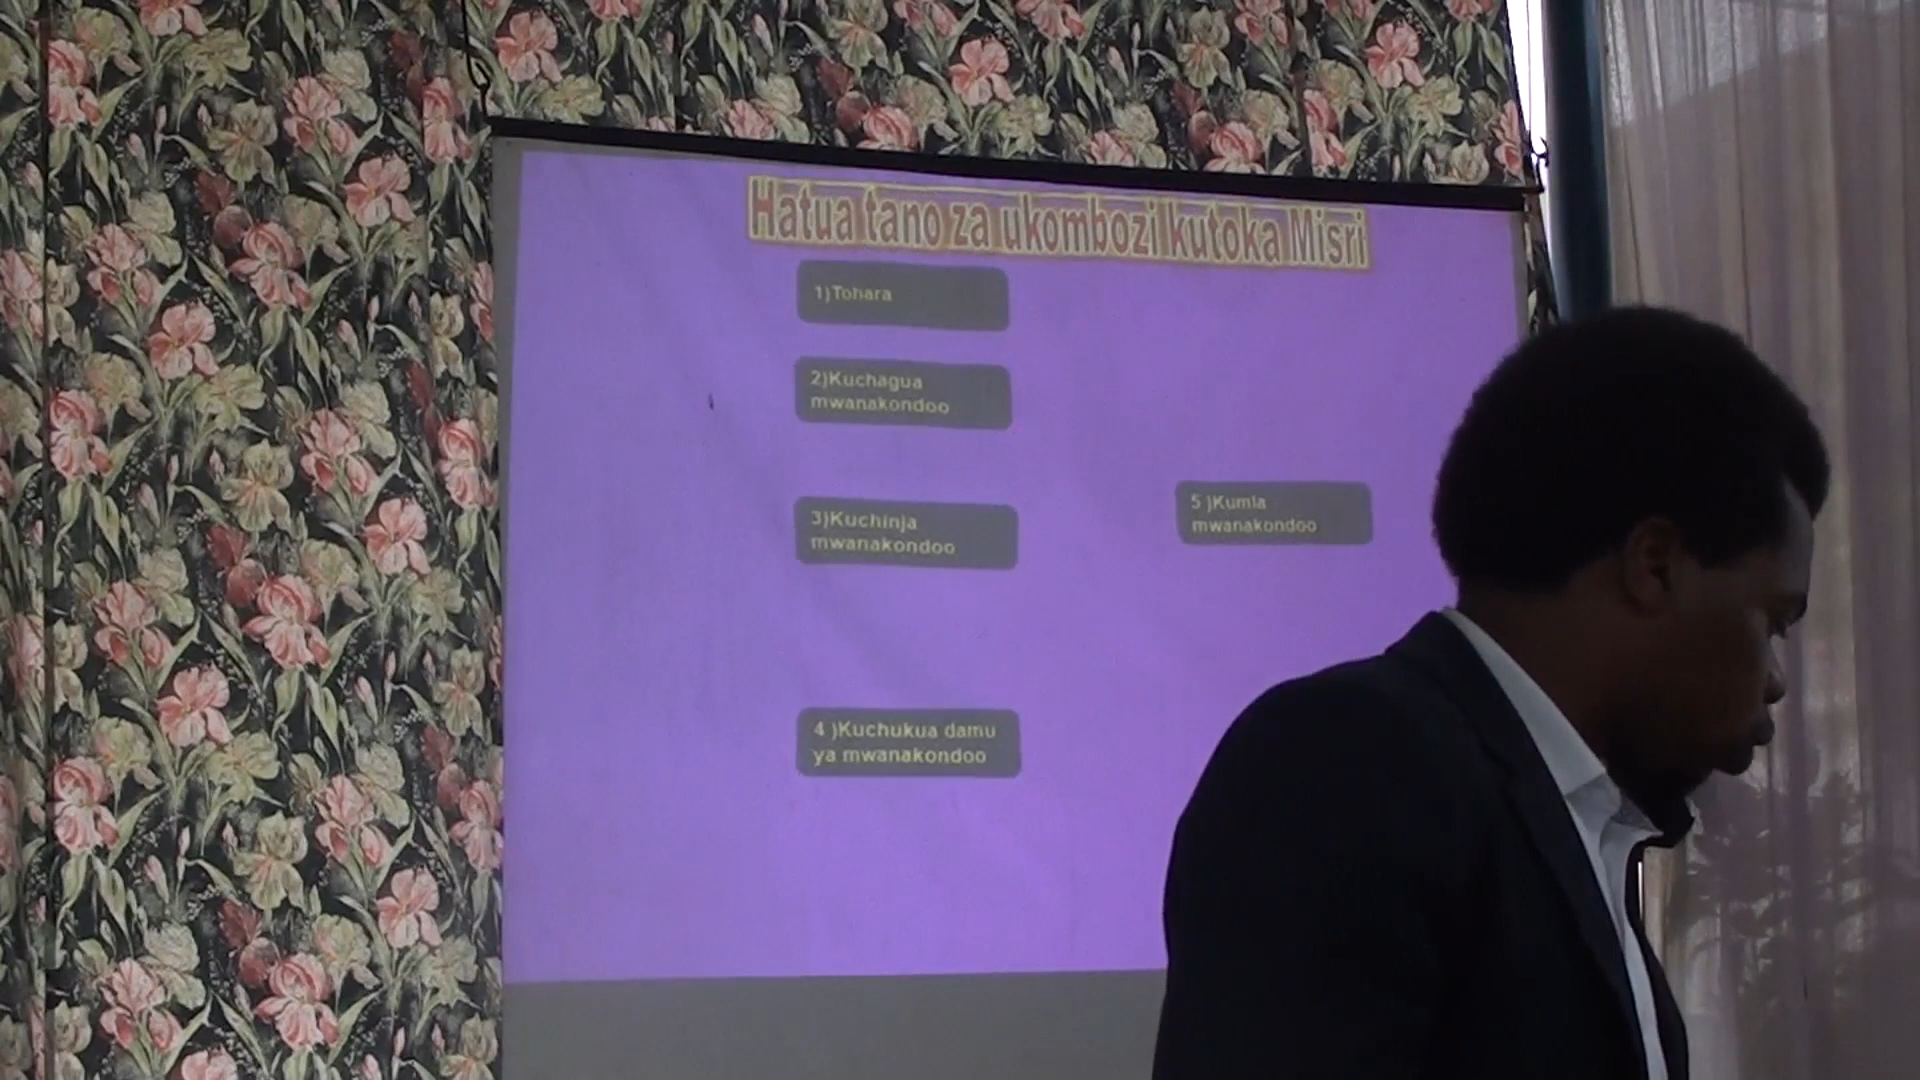 Hatua tano za ukombozi kutoka Misri
1)Tohara
2)Kuchagua
mwanakondoo
3)Kuchinja
mwanakondoo
4 )Kuchukua damu
ya mwanakondoo
5 )Kumla
mwanakondoo